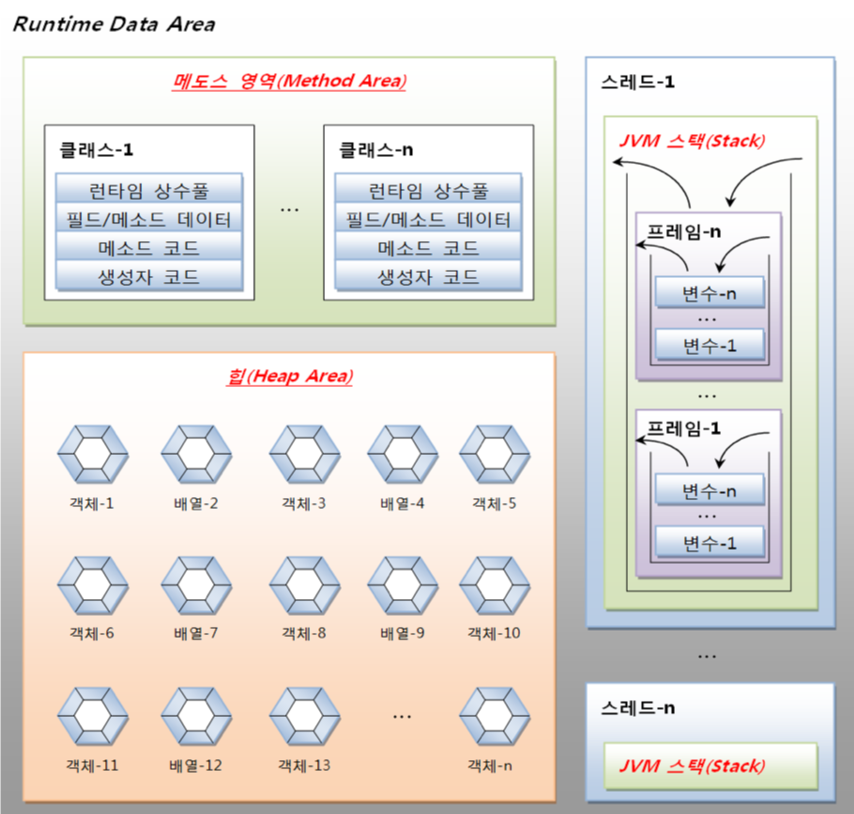 Runtime Data Area
메도스 영역(Method Area)
클래스-1
런타임 상수풀
필드/메소드 데이터
메소드 코드
생성자 코드
...
클래스-n
런타임 상수풀
필드/메소드 데이터
메소드 코드
생성자 코드
힙(Heap Area)
객체-1 배열-2 객체-3 배열-4 객체-5
객체-6 배열-7 객체-8 배열-9 객체-10
...
객체-11 배열-12 객체-13 객체-n
스레드-1
JVM 스택(Stack)
프레임-n
변수-n
...
변수-1
...
프레임-1
변수-n
...
변수-1
...
스레드-n
JVM 스택(Stack)